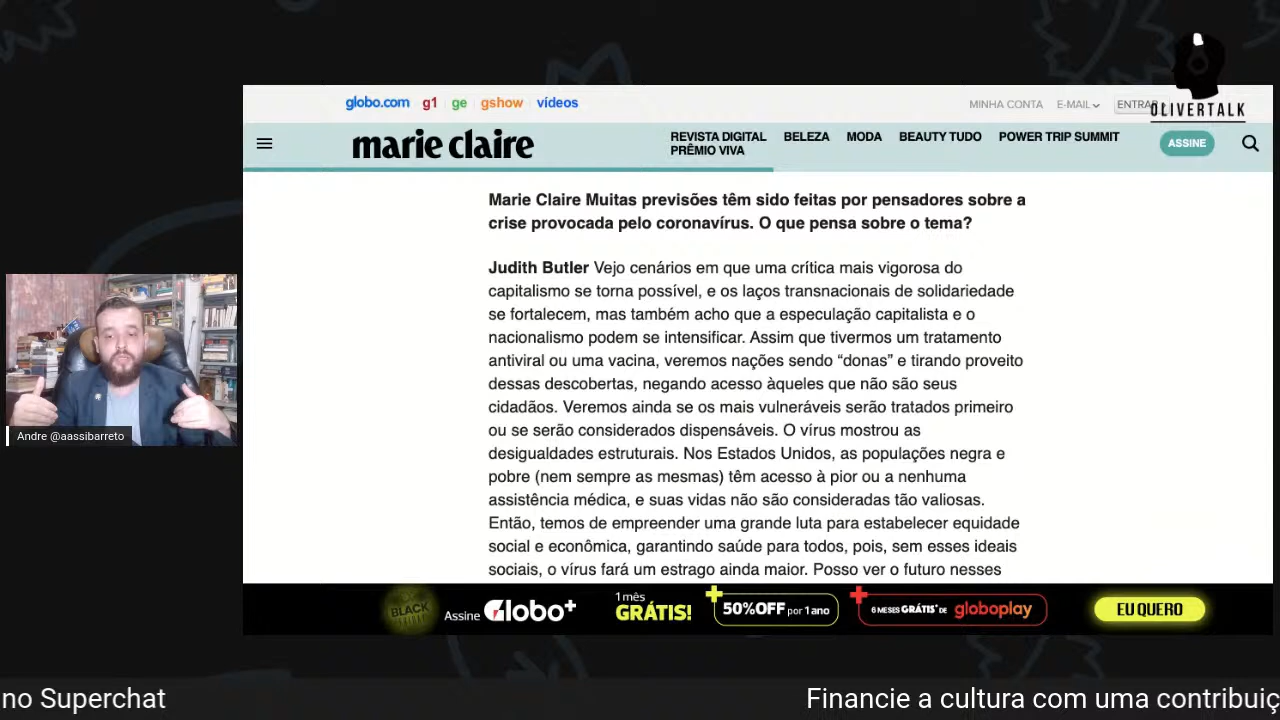 globo.com g1 ge gshow vídeos
MINHA CONTA E-MAIL ENTRAR
OLIVERTALK
marie claire
REVISTA DIGITAL BELEZA MODA BEAUTY TUDO POWER TRIP SUMMIT
PRÊMIO VIVA
ASSINE
Marie Claire Muitas previsões têm sido feitas por pensadores sobre a
crise provocada pelo coronavírus. O que pensa sobre o tema?
Judith Butler Vejo cenários em que uma crítica mais vigorosa do
capitalismo se torna possível, e os laços transnacionais de solidariedade
se fortalecem, mas também acho que a especulação capitalista e o
nacionalismo podem se intensificar. Assim que tivermos um tratamento
antiviral ou uma vacina, veremos nações sendo “donas” e tirando proveito
dessas descobertas, negando acesso àqueles que não são seus
cidadãos. Veremos ainda se os mais vulneráveis serão tratados primeiro
ou se serão considerados dispensáveis. O vírus mostrou as
desigualdades estruturais. Nos Estados Unidos, as populações negra e
pobre (nem sempre as mesmas) têm acesso à pior ou a nenhuma
assistência médica, e suas vidas não são consideradas tão valiosas.
Então, temos de empreender uma grande luta para estabelecer equidade
social e econômica, garantindo saúde para todos, pois, sem esses ideais
sociais, o vírus fará um estrago ainda maior. Posso ver o futuro nesses
Andre @aassibarreto
BLACK
Assine Globo+
1 mês
GRÁTIS!
50%OFF por 1 ano
6 MESES GRÁTIS* DE globoplay
EU QUERO
no Superchat
Financie a cultura com uma contribuiç